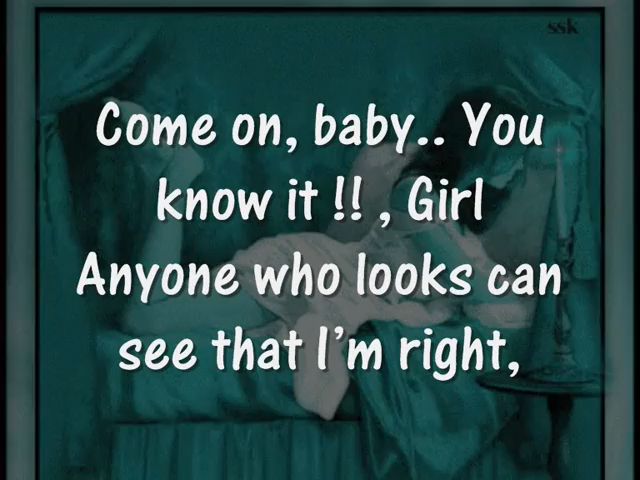 ssk
Come on, baby.. You
know it !! , Girl
Anyone who looks can
see that I'm right,